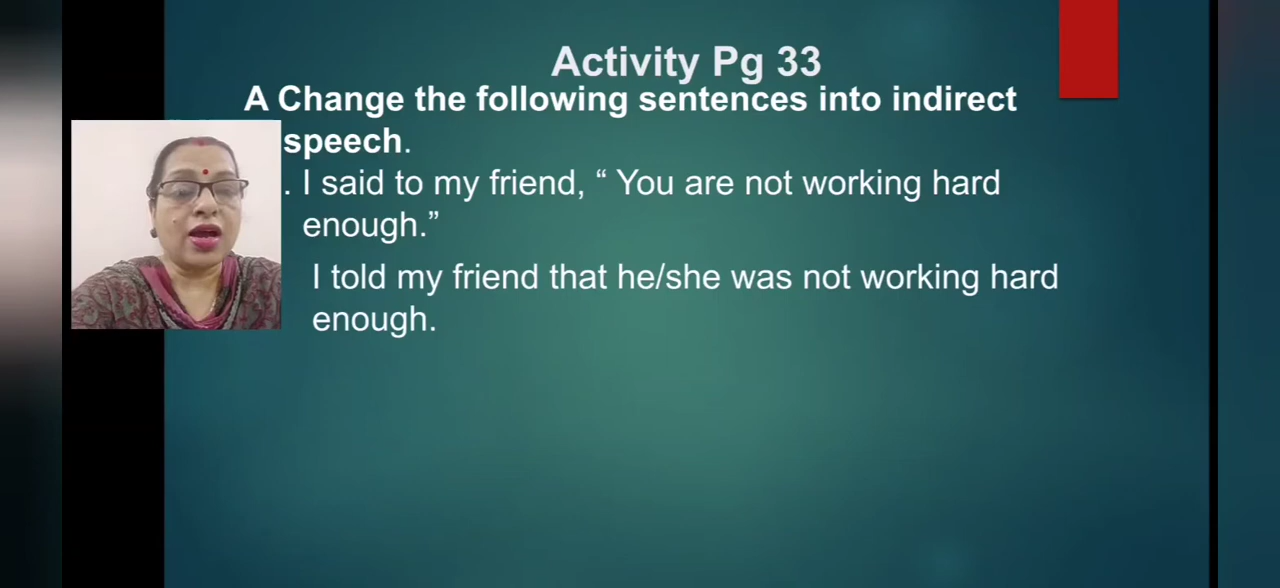 Activity Pg 33
A Change the following sentences into indirect
speech.
. I said to my friend, “ You are not working hard
enough.”
I told my friend that he/she was not working hard
enough.